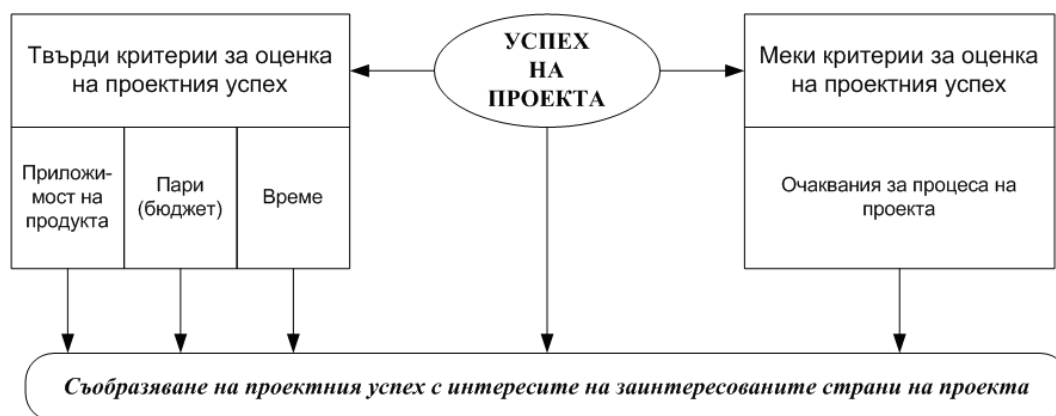 Твърди критерии за оценка
на проектния успех
УСПЕХ
НА
ПРОЕКТА
Меки критерии за оценка
на проектния успех
Приложи-
мост на
продукта
Пари
(бюджет)
Време
Очаквания за процеса на
проекта
Съобразяване на проектния успех с интересите на заинтересованите страни на проекта